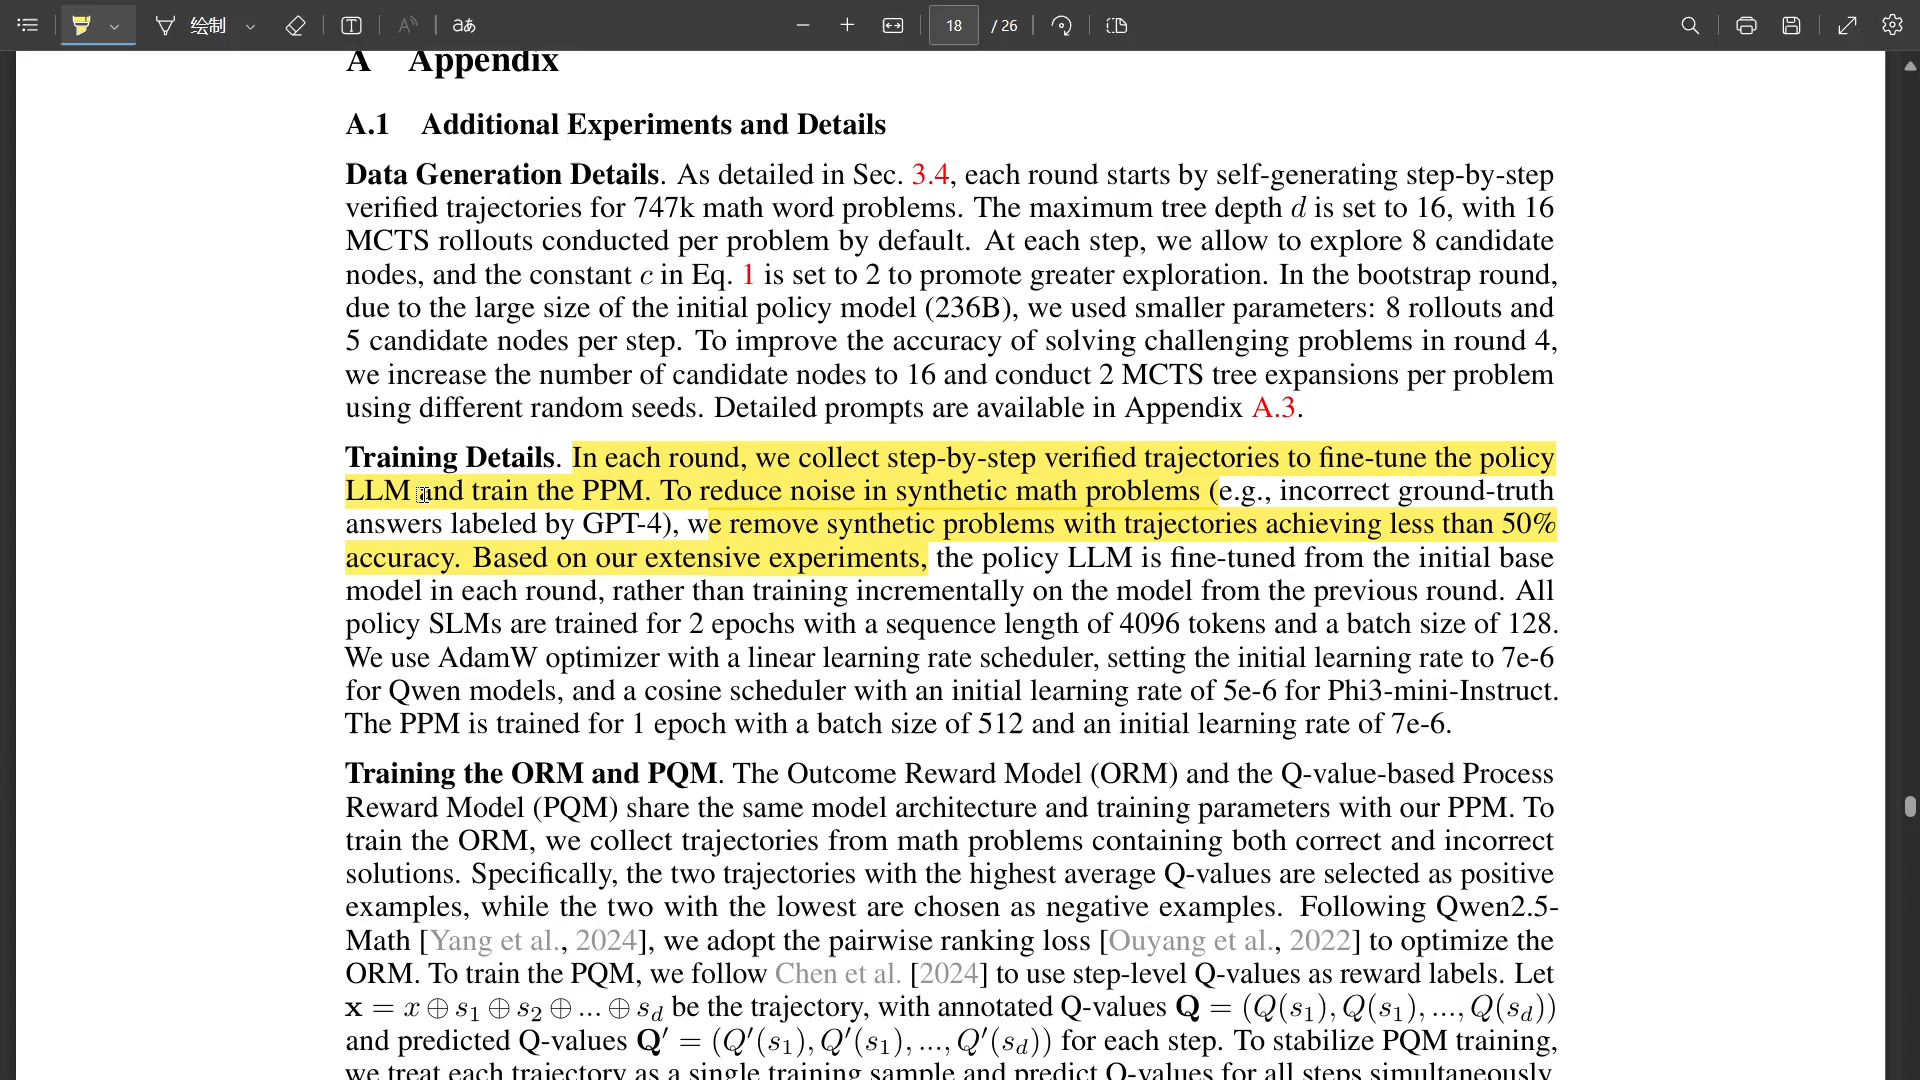 绘制
aあ
18
/ 26
A Appendix
A.1 Additional Experiments and Details
Data Generation Details. As detailed in Sec. 3.4, each round starts by self-generating step-by-step
verified trajectories for 747k math word problems. The maximum tree depth d is set to 16, with 16
MCTS rollouts conducted per problem by default. At each step, we allow to explore 8 candidate
nodes, and the constant c in Eq. 1 is set to 2 to promote greater exploration. In the bootstrap round,
due to the large size of the initial policy model (236B), we used smaller parameters: 8 rollouts and
5 candidate nodes per step. To improve the accuracy of solving challenging problems in round 4,
we increase the number of candidate nodes to 16 and conduct 2 MCTS tree expansions per problem
using different random seeds. Detailed prompts are available in Appendix A.3.
Training Details. In each round, we collect step-by-step verified trajectories to fine-tune the policy
LLM and train the PPM. To reduce noise in synthetic math problems (e.g., incorrect ground-truth
answers labeled by GPT-4), we remove synthetic problems with trajectories achieving less than 50%
accuracy. Based on our extensive experiments, the policy LLM is fine-tuned from the initial base
model in each round, rather than training incrementally on the model from the previous round. All
policy SLMs are trained for 2 epochs with a sequence length of 4096 tokens and a batch size of 128.
We use AdamW optimizer with a linear learning rate scheduler, setting the initial learning rate to 7e-6
for Qwen models, and a cosine scheduler with an initial learning rate of 5e-6 for Phi3-mini-Instruct.
The PPM is trained for 1 epoch with a batch size of 512 and an initial learning rate of 7e-6.
Training the ORM and PQM. The Outcome Reward Model (ORM) and the Q-value-based Process
Reward Model (PQM) share the same model architecture and training parameters with our PPM. To
train the ORM, we collect trajectories from math problems containing both correct and incorrect
solutions. Specifically, the two trajectories with the highest average Q-values are selected as positive
examples, while the two with the lowest are chosen as negative examples. Following Qwen2.5-
Math [Yang et al., 2024], we adopt the pairwise ranking loss [Ouyang et al., 2022] to optimize the
ORM. To train the PQM, we follow Chen et al. [2024] to use step-level Q-values as reward labels. Let
x = x ⊕ s₁ ⊕ s₂ ⊕ ... ⊕ s_d be the trajectory, with annotated Q-values Q = (Q(s₁), Q(s₁), ..., Q(s_d))
and predicted Q-values Q′ = (Q′(s₁), Q′(s₁), ..., Q′(s_d)) for each step. To stabilize PQM training,
we treat each trajectory as a single training sample and predict Q-values for all steps simultaneously,